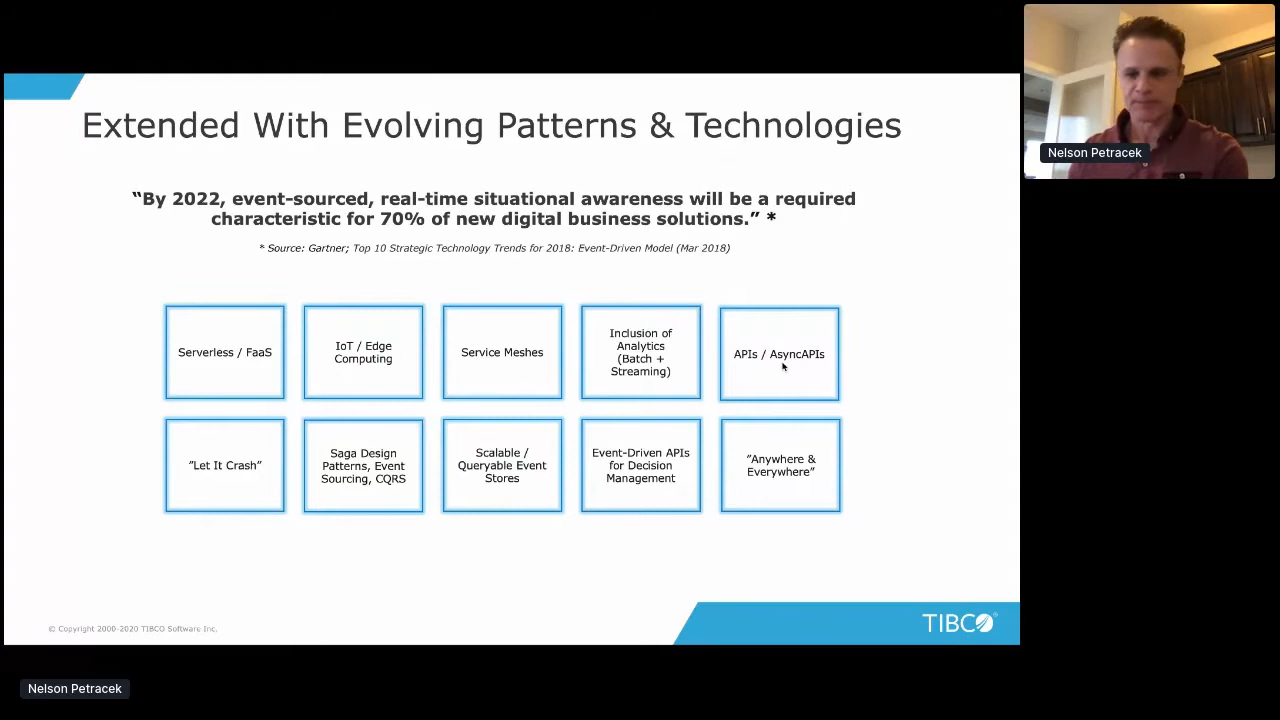 Extended With Evolving Patterns & Technologies
“By 2022, event-sourced, real-time situational awareness will be a required
characteristic for 70% of new digital business solutions.” *
* Source: Gartner; Top 10 Strategic Technology Trends for 2018: Event-Driven Model (Mar 2018)
Serverless / FaaS
IoT / Edge
Computing
Service Meshes
Inclusion of
Analytics
(Batch +
Streaming)
APIs / AsyncAPIs
”Let It Crash”
Saga Design
Patterns, Event
Sourcing, CQRS
Scalable /
Queryable Event
Stores
Event-Driven APIs
for Decision
Management
”Anywhere &
Everywhere”
© Copyright 2000-2020 TIBCO Software Inc.
TIBCO®
Nelson Petracek
Nelson Petracek